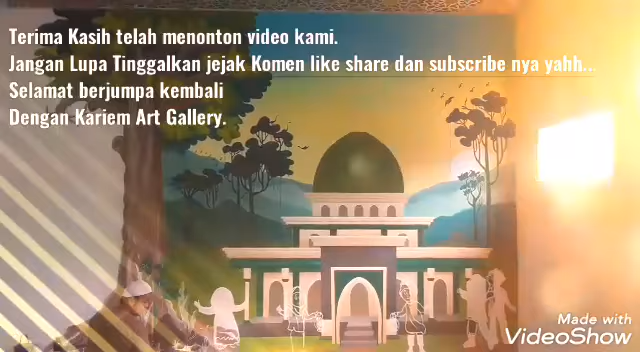 Terima Kasih telah menonton video kami.
Jangan Lupa Tinggalkan jejak Komen like share dan subscribe nya yahh...
Selamat berjumpa kembali
Dengan Kariem Art Gallery.
Made with
VideoShow